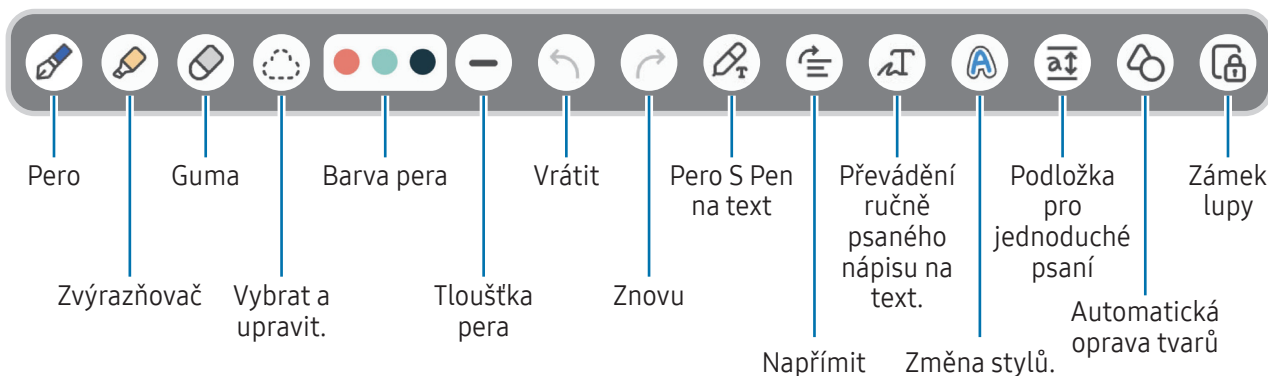 Pero
Guma
Barva pera
Vrátit
Pero S Pen
na text
Převádění
ručně
psaného
nápisu na
text.
Podložka
pro
jednoduché
psaní
Zámek
lupy
Zvýrazňovač
Vybrat a
upravit.
Tloušťka
pera
Znovu
Napřímit
Změna stylů.
Automatická
oprava tvarů